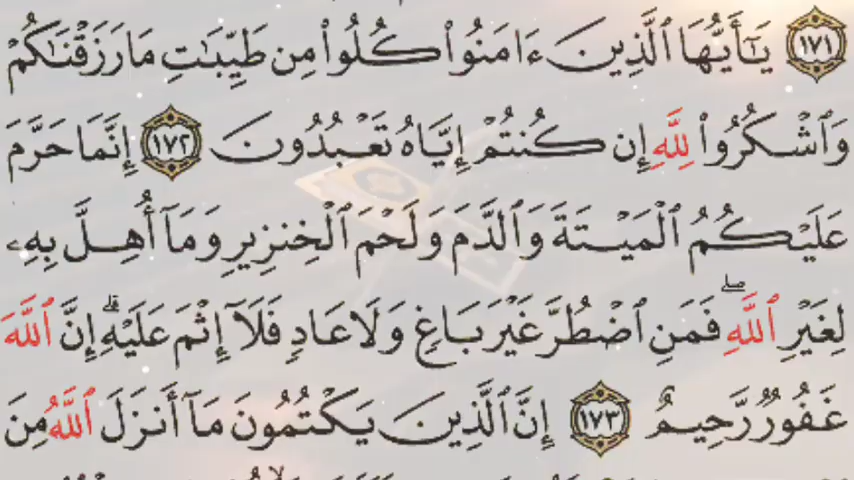 ١٧١ يَـٰٓأَيُّهَا ٱلَّذِينَ ءَامَنُوا۟ كُلُوا۟ مِن طَيِّبَـٰتِ مَا رَزَقْنَـٰكُمْ
وَٱشْكُرُوا۟ لِلَّهِ إِن كُنتُمْ إِيَّاهُ تَعْبُدُونَ ١٧٢ إِنَّمَا حَرَّمَ
عَلَيْكُمُ ٱلْمَيْتَةَ وَٱلدَّمَ وَلَحْمَ ٱلْخِنزِيرِ وَمَآ أُهِلَّ بِهِۦ
لِغَيْرِ ٱللَّهِۖ فَمَنِ ٱضْطُرَّ غَيْرَ بَاغٍ وَلَا عَادٍ فَلَآ إِثْمَ عَلَيْهِۚ إِنَّ ٱللَّهَ
غَفُورٌ رَّحِيمٌ ١٧٣ إِنَّ ٱلَّذِينَ يَكْتُمُونَ مَآ أَنزَلَ ٱللَّهُ مِنَ